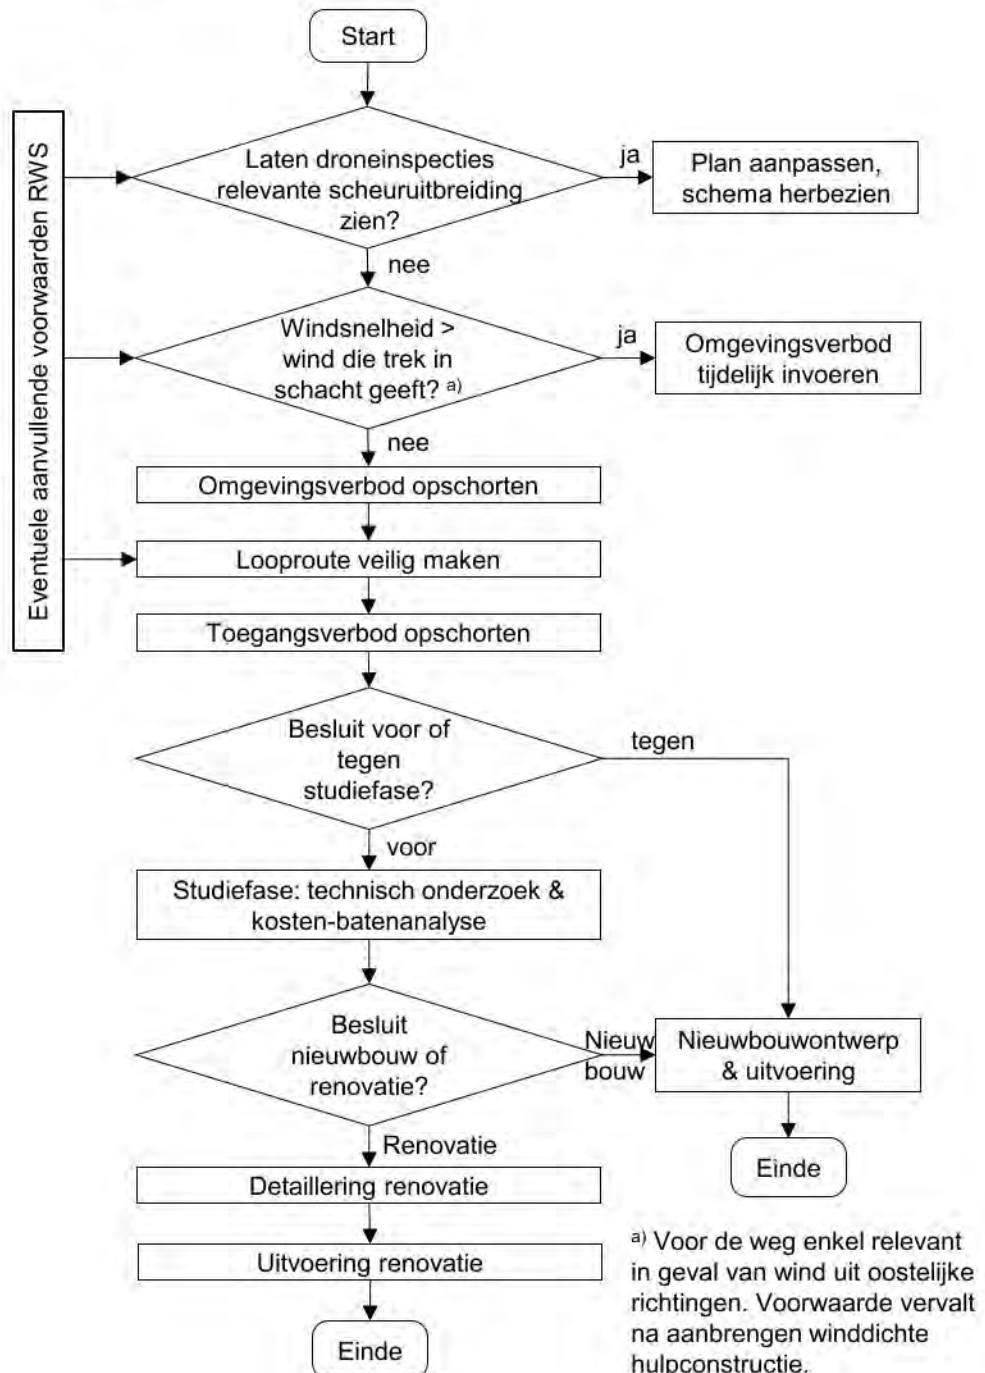 Start
Eventuele aanvullende voorwaarden RWS
Laten droneinspecties
relevante scheuruitbreiding
zien?
ja
Plan aanpassen,
schema herbezien
nee
Windsnelheid >
wind die trek in
schacht geeft? a)
ja
Omgevingsverbod
tijdelijk invoeren
nee
Omgevingsverbod opschorten
Looproute veilig maken
Toegangsverbod opschorten
Besluit voor of
tegen
studiefase?
tegen
voor
Studiefase: technisch onderzoek &
kosten-batenanalyse
Besluit
nieuwbouw of
renovatie?
Nieuw
bouw
Nieuwbouwontwerp
& uitvoering
Einde
Renovatie
Detaillering renovatie
Uitvoering renovatie
Einde
a) Voor de weg enkel relevant
in geval van wind uit oostelijke
richtingen. Voorwaarde vervalt
na aanbrengen winddichte
hulpconstructie.